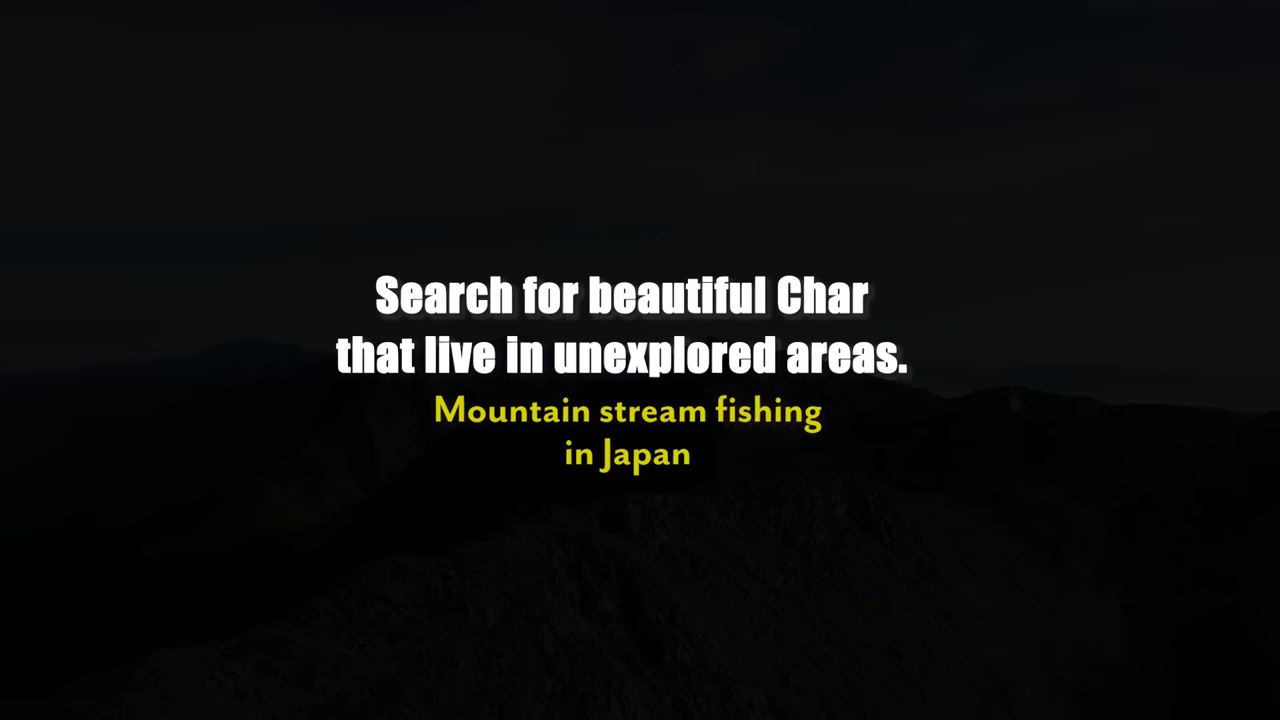 Search for beautiful Char
that live in unexplored areas.
Mountain stream fishing
in Japan